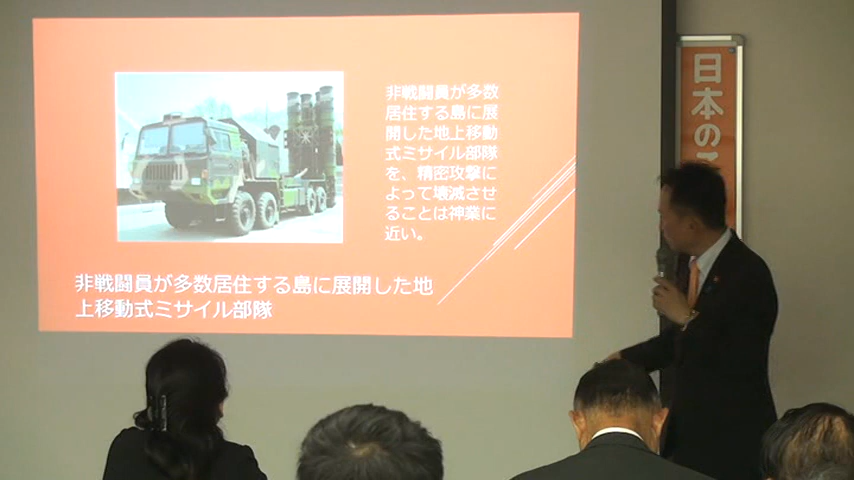 非戦闘員が多数
居住する島に展
開した地上移動
式ミサイル部隊
を、精密攻撃に
よって壊滅させ
ることは神業に
近い。
非戦闘員が多数居住する島に展開した地
上移動式ミサイル部隊
日本の